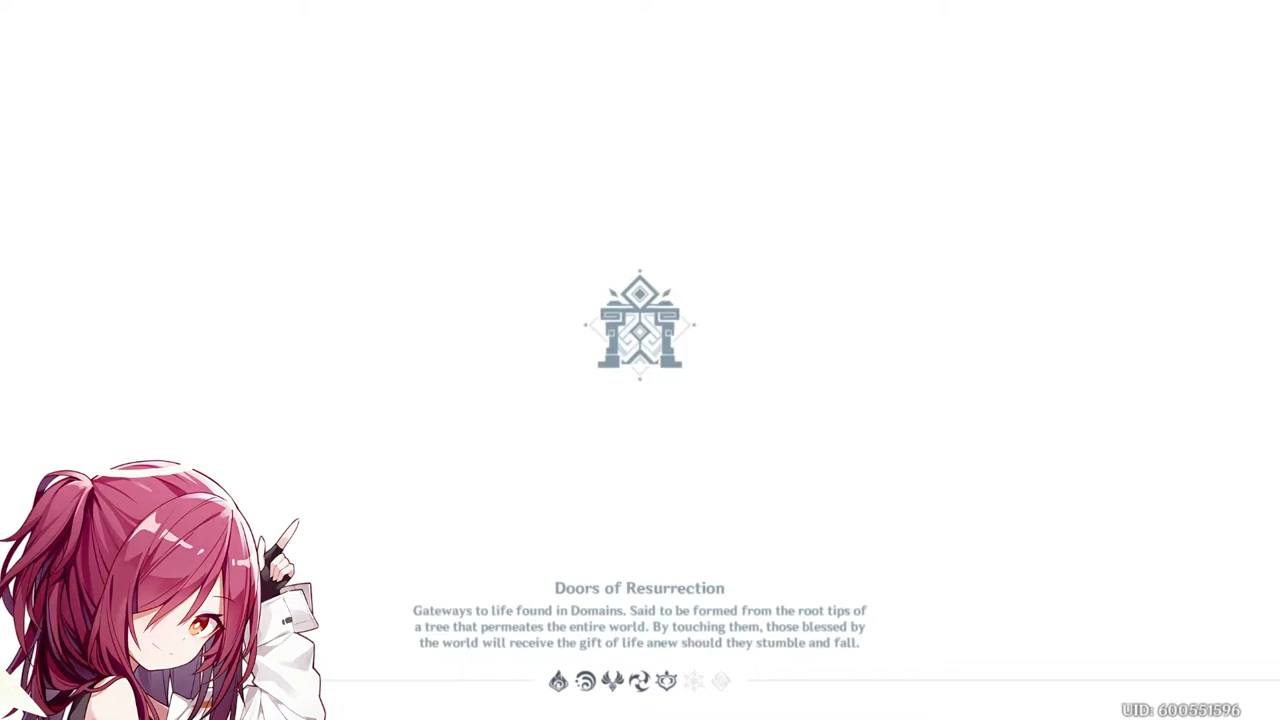 Doors of Resurrection
Gateways to life found in Domains. Said to be formed from the root tips of
a tree that permeates the entire world. By touching them, those blessed by
the world will receive the gift of life anew should they stumble and fall.
UID: 600551596